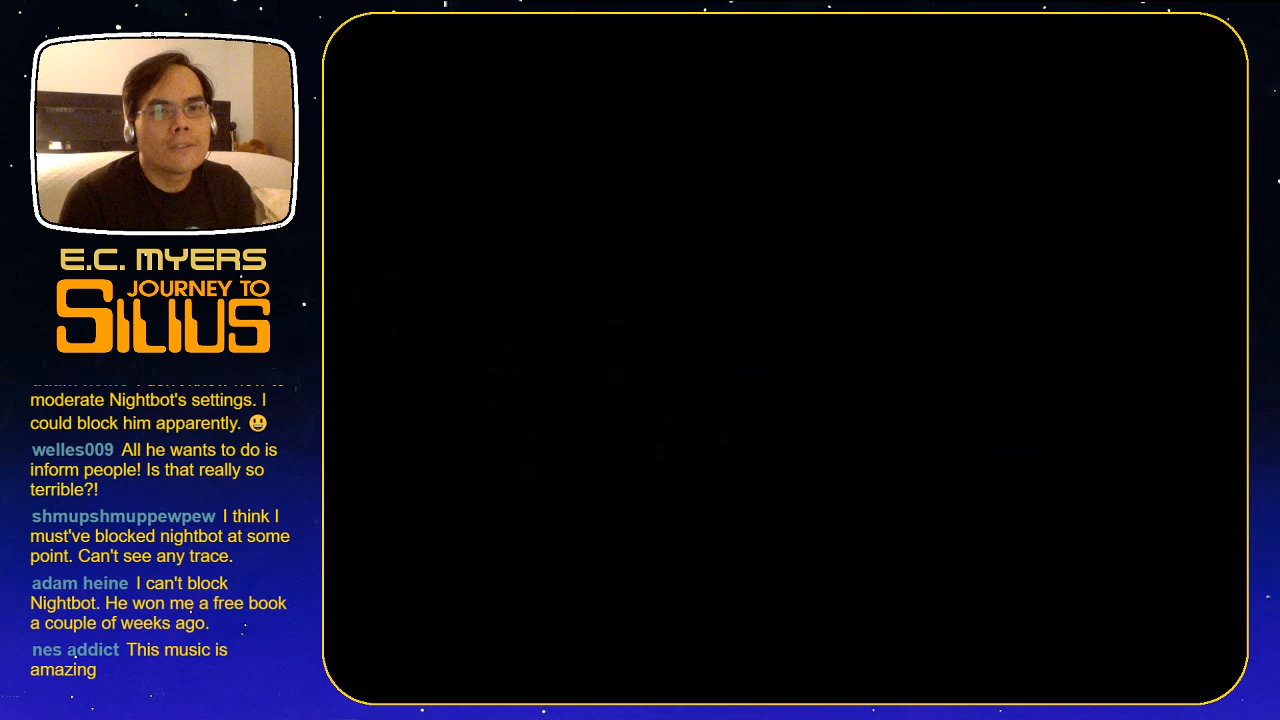 E.C. MYERS
JOURNEY TO
SILIUS
moderate Nightbot's settings. I
could block him apparently. 😃
welles009 All he wants to do is
inform people! Is that really so
terrible?!
shmupshmuppewpew I think I
must've blocked nightbot at some
point. Can't see any trace.
adam heine I can't block
Nightbot. He won me a free book
a couple of weeks ago.
nes addict This music is
amazing